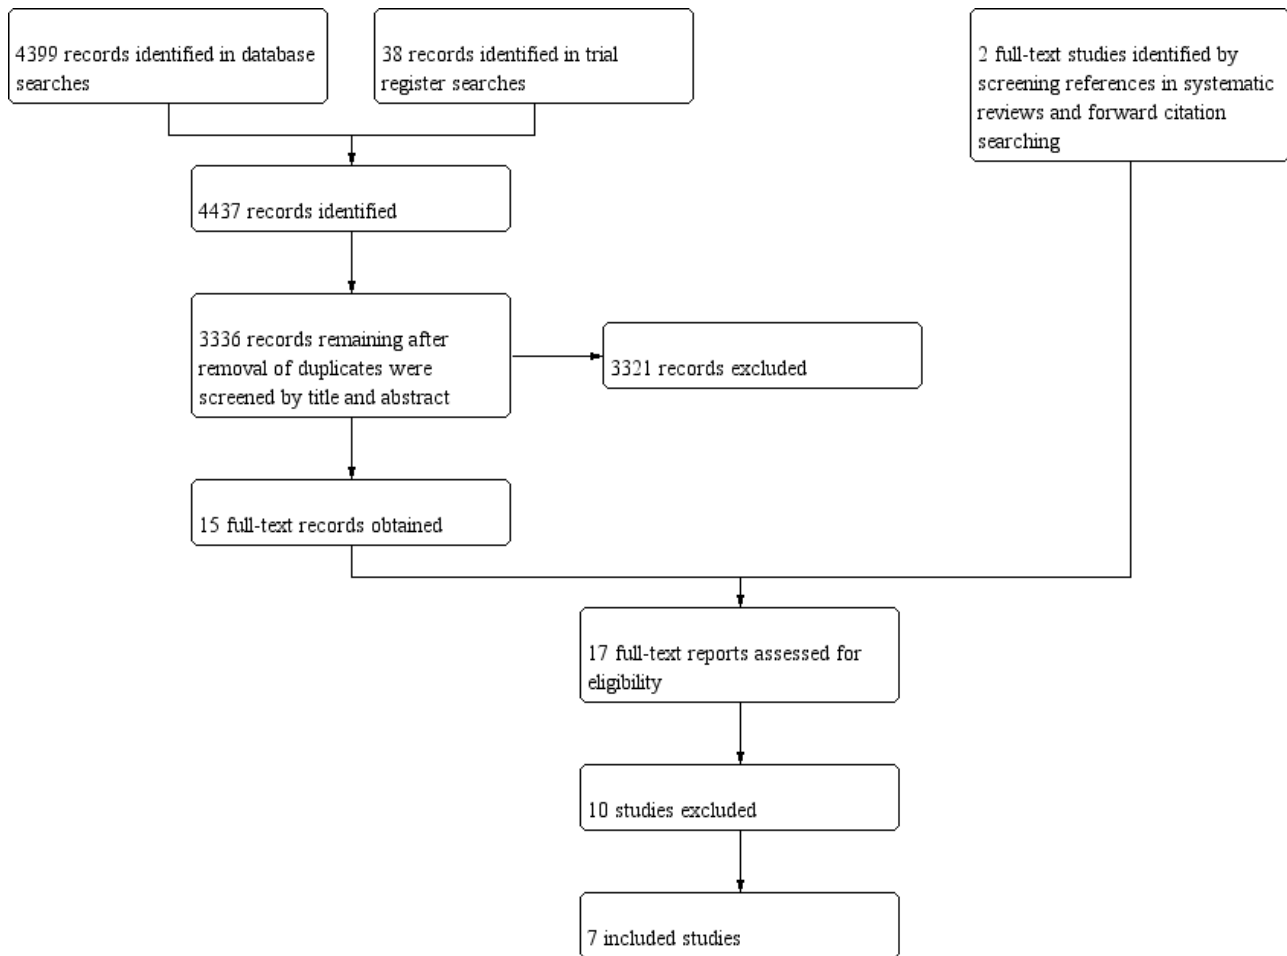 4399 records identified in database
searches
38 records identified in trial
register searches
2 full-text studies identified by
screening references in systematic
reviews and forward citation
searching
4437 records identified
3336 records remaining after
removal of duplicates were
screened by title and abstract
3321 records excluded
15 full-text records obtained
17 full-text reports assessed for
eligibility
10 studies excluded
7 included studies